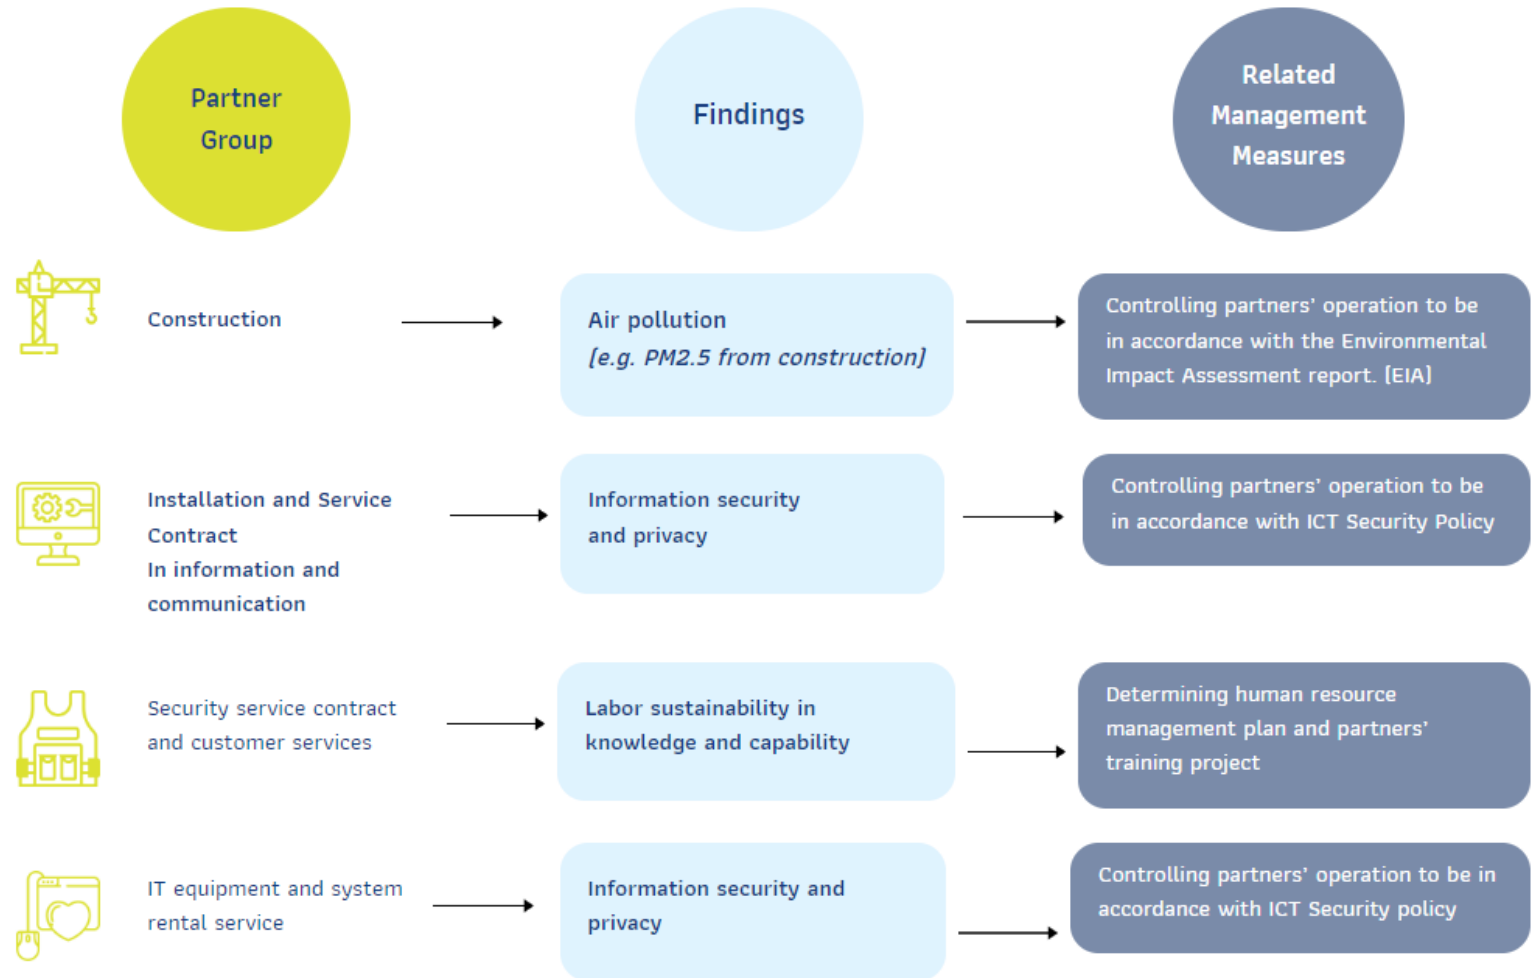 Partner
Group
Findings
Related
Management
Measures
Construction
Air pollution
[e.g. PM2.5 from construction]
Controlling partners' operation to be
in accordance with the Environmental
Impact Assessment report. [EIA]
Installation and Service
Contract
In information and
communication
Information security
and privacy
Controlling partners' operation to be
in accordance with ICT Security Policy
Security service contract
and customer services
Labor sustainability in
knowledge and capability
Determining human resource
management plan and partners'
training project
IT equipment and system
rental service
Information security and
privacy
Controlling partners' operation to be in
accordance with ICT Security policy